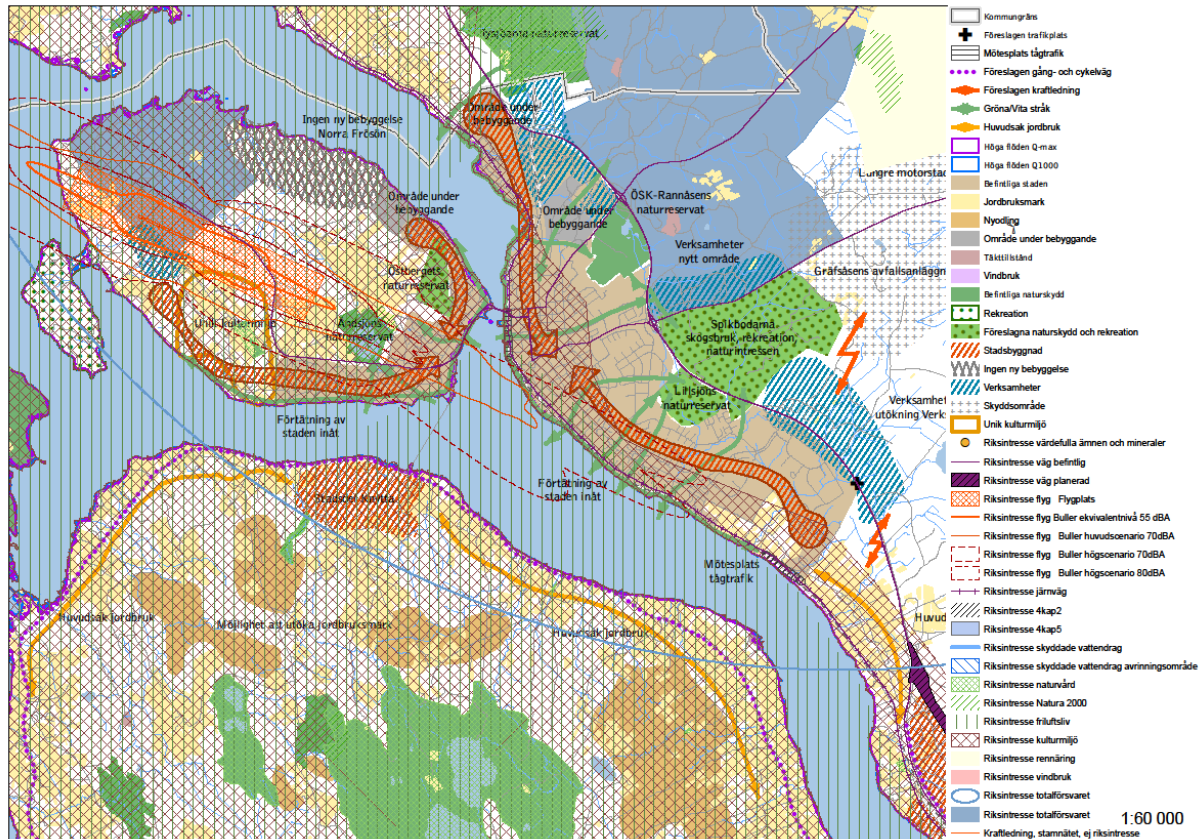 naturreservat
Område under
bebyggande
Ingen ny bebyggelse
Norra Frösön
Område under
bebyggande
Område under
bebyggande
ÖSK-Rannåsens
naturreservat
Verksamheter
nytt område
Gräfsåsens avfallsanläggn
Östbergets
naturreservat
Unik kulturmiljö
Ändsjöns
naturreservat
Spikbodarna
skogsbruk, rekreation,
naturintressen
Lillsjöns
naturreservat
Verksamhet
utökning Verk
Förtätning av
staden inåt
Förtätning av
staden inåt
Stadsdel Knytta
Mötesplats
tågtrafik
Huvudsak jordbruk
Möjlighet att utöka jordbruksmark
Huvudsak jordbruk
Huvud
Kommungräns
Föreslagen trafikplats
Mötesplats tågtrafik
Föreslagen gång- och cykelväg
Föreslagen kraftledning
Gröna/Vita stråk
Huvudsak jordbruk
Höga flöden Q-max
Höga flöden Q1000
Befintliga staden
Jordbruksmark
Nyodling
Område under bebyggande
Täkttillstånd
Vindbruk
Befintliga naturskydd
Rekreation
Föreslagna naturskydd och rekreation
Stadsbyggnad
Ingen ny bebyggelse
Verksamheter
Skyddsområde
Unik kulturmiljö
Riksintresse värdefulla ämnen och mineraler
Riksintresse väg befintlig
Riksintresse väg planerad
Riksintresse flyg Flygplats
Riksintresse flyg Buller ekvivalentnivå 55 dBA
Riksintresse flyg Buller huvudscenario 70dBA
Riksintresse flyg Buller högscenario 70dBA
Riksintresse flyg Buller högscenario 80dBA
Riksintresse järnväg
Riksintresse 4kap2
Riksintresse 4kap5
Riksintresse skyddade vattendrag
Riksintresse skyddade vattendrag avrinningsområde
Riksintresse naturvård
Riksintresse Natura 2000
Riksintresse friluftsliv
Riksintresse kulturmiljö
Riksintresse rennäring
Riksintresse vindbruk
Riksintresse totalförsvaret
Riksintresse totalförsvaret
Kraftledning, stamnätet, ej riksintresse
1:60 000